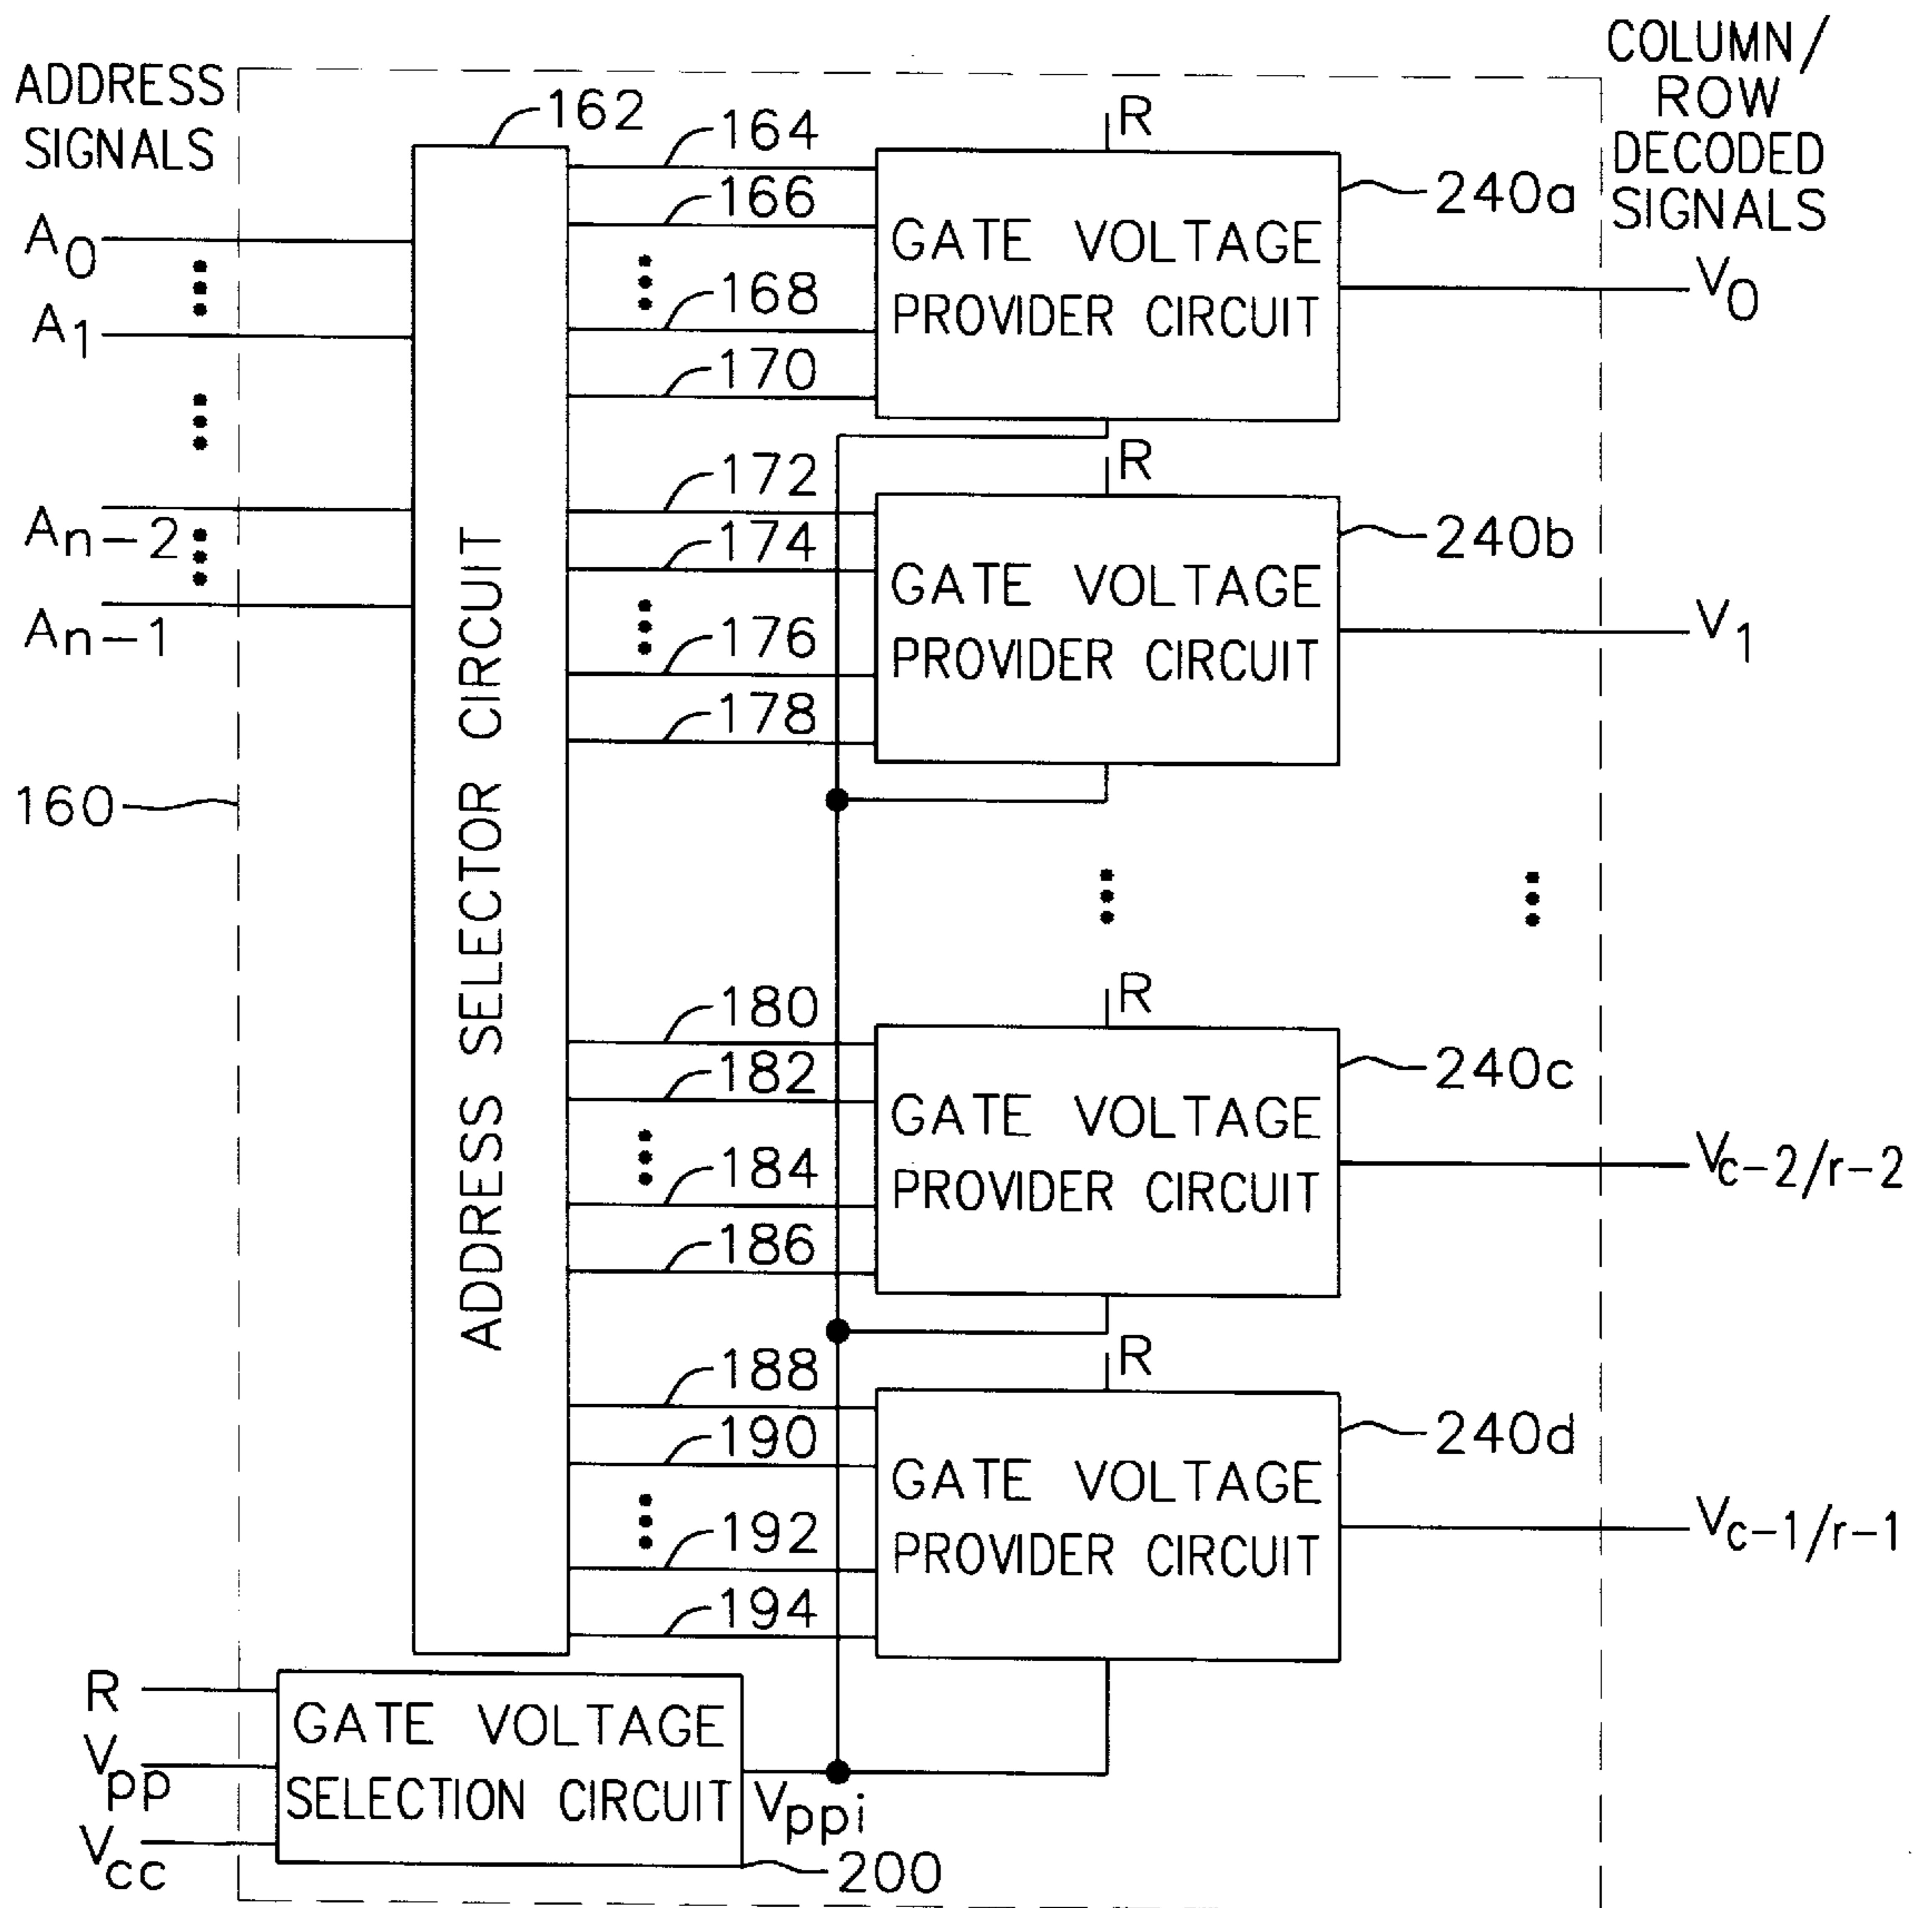 ADDRESS
SIGNALS
COLUMN/
ROW
DECODED
SIGNALS
162
164
166
168
170
R
GATE VOLTAGE
PROVIDER CIRCUIT
240a
V0
A0
A1
An-2
An-1
172
174
176
178
R
GATE VOLTAGE
PROVIDER CIRCUIT
240b
V1
160
ADDRESS SELECTOR CIRCUIT
180
182
184
186
R
GATE VOLTAGE
PROVIDER CIRCUIT
240c
Vc-2/r-2
188
190
192
194
R
GATE VOLTAGE
PROVIDER CIRCUIT
240d
Vc-1/r-1
R
Vpp
Vcc
GATE VOLTAGE
SELECTION CIRCUIT
Vppi
200